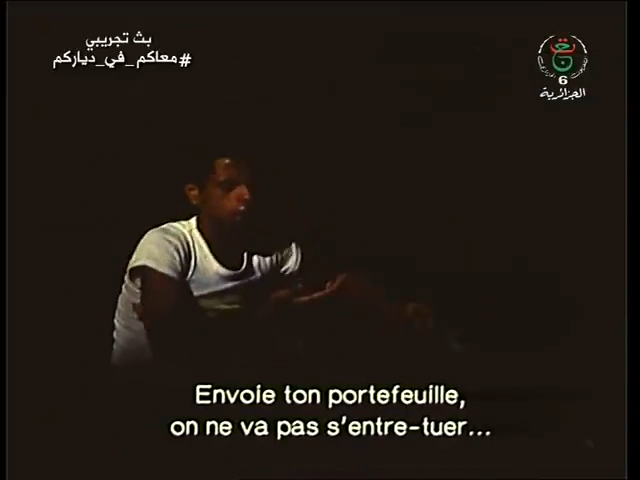 بث تجريبي
#معاكم_في_دياركم
6
الجزائرية
Envoie ton portefeuille,
on ne va pas s'entre-tuer...